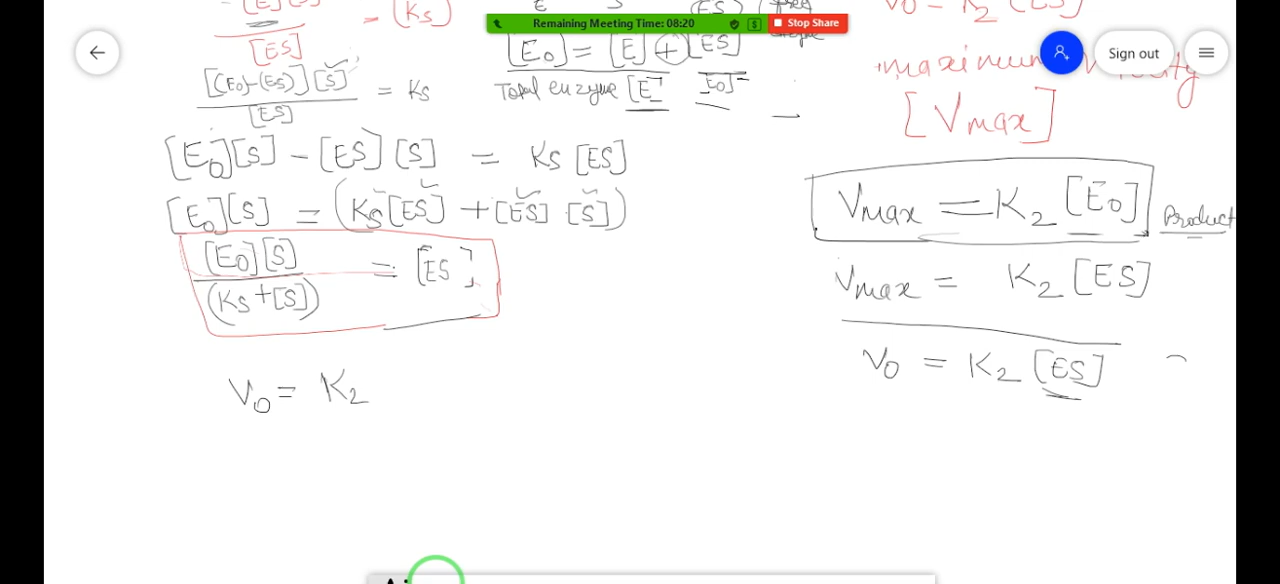 = (Ks)
[ES]
[(E0)-(ES)] [S]
= Ks
[ES]
[E0][S] - [ES] [S] = Ks [ES]
[E0][S] = (Ks[ES] + [ES] [S])
[E0][S]
= [ES]
(Ks+[S])
V0 = K2
E S (ES)
Remaining Meeting Time: 08:20
Stop Share
[E0] = [E] + [ES]
Total enzyme [E] [E0] =
V0 = K2 (ES)
Sign out
maximum velocity
[Vmax]
Vmax = K2 [E0]
Product
Vmax = K2 [ES]
V0 = K2 [ES]